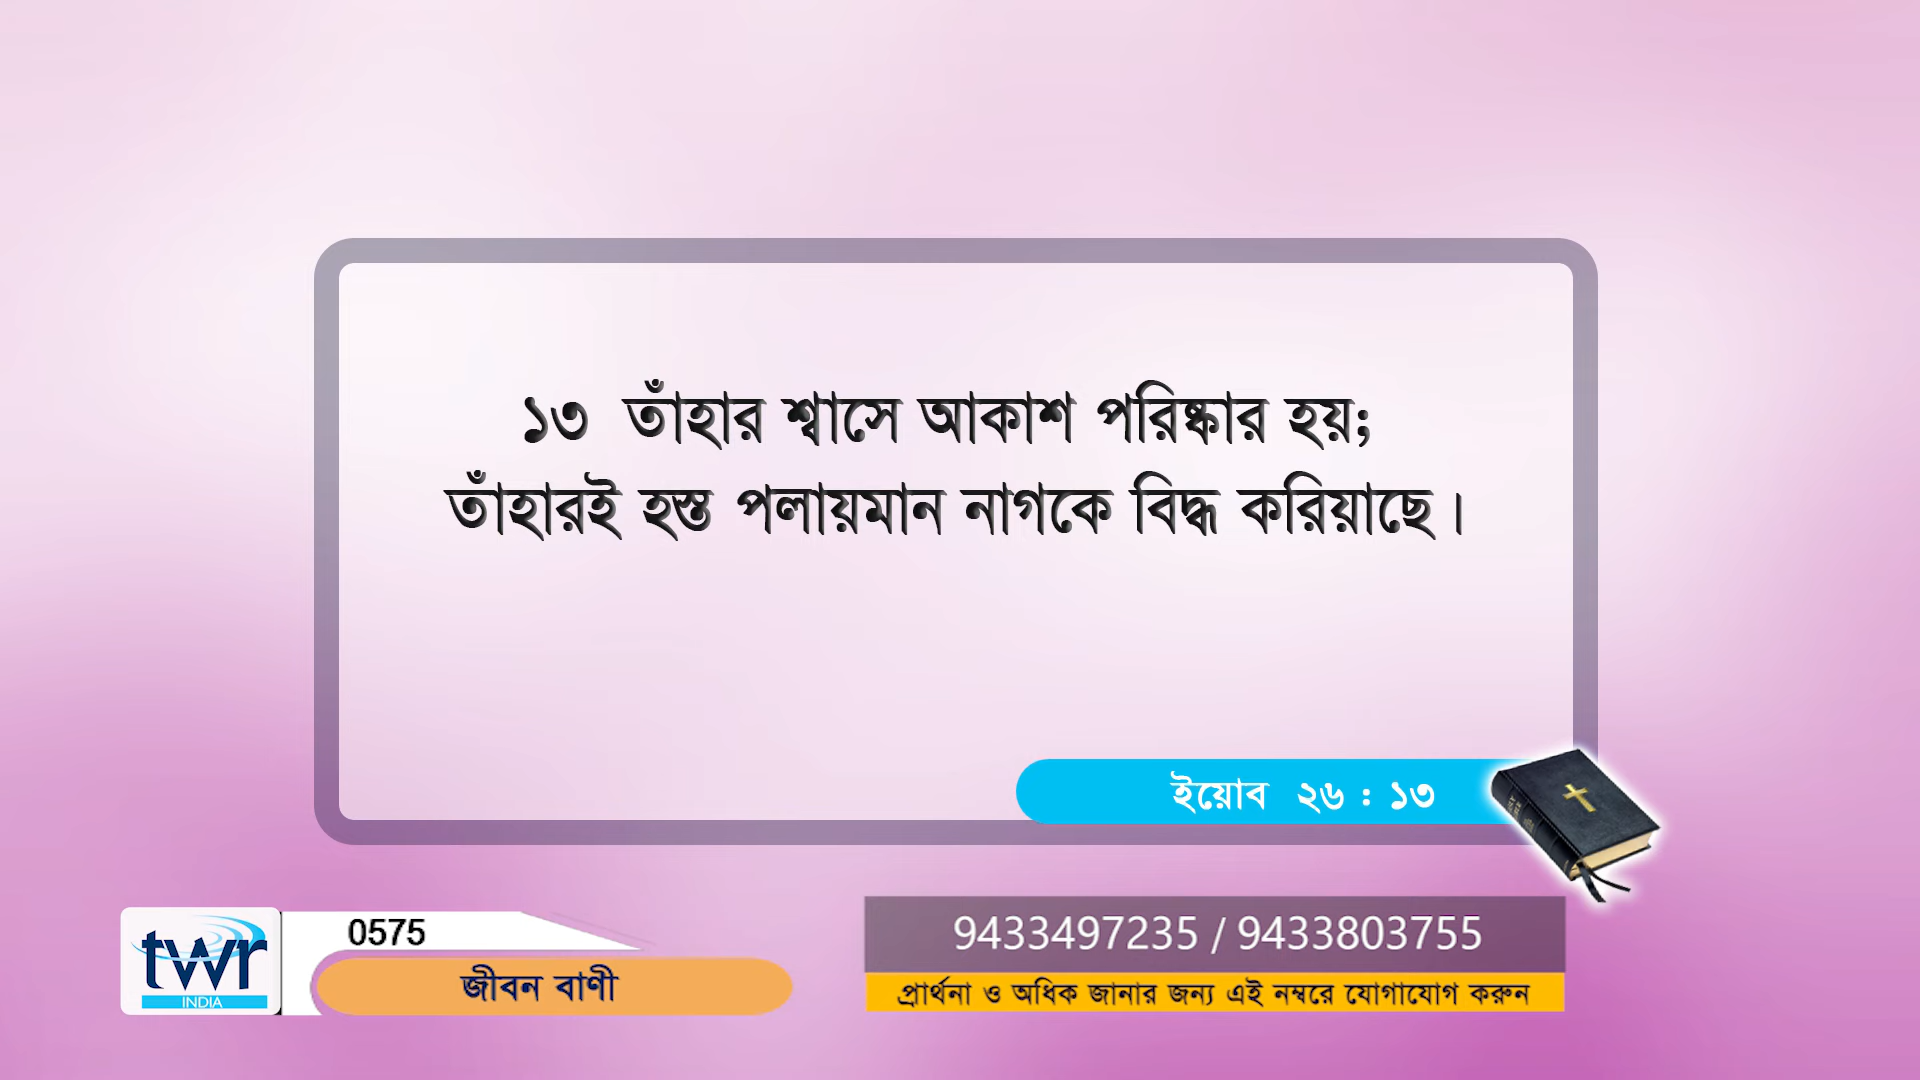 ১৩ তাঁহার শ্বাসে আকাশ পরিষ্কার হয়;
তাঁহারই হস্ত পলায়মান নাগকে বিদ্ধ করিয়াছে।
ইয়োব ২৬ : ১৩
twr
INDIA
0575
জীবন বাণী
9433497235 / 9433803755
প্রার্থনা ও অধিক জানার জন্য এই নম্বরে যোগাযোগ করুন